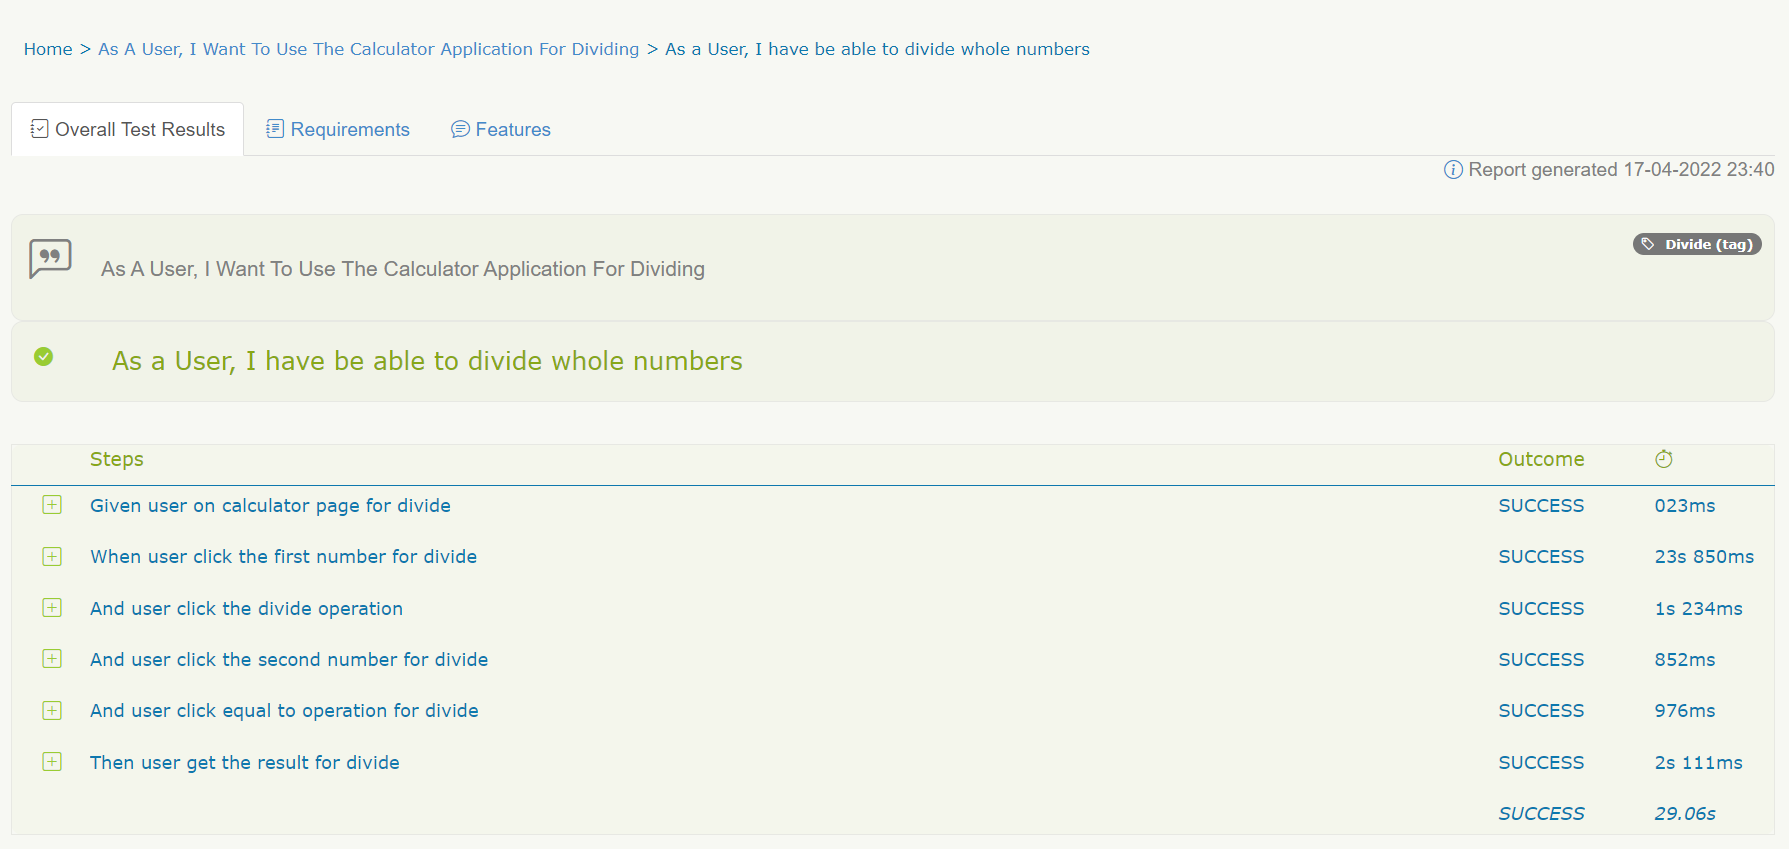 Home > As A User, I Want To Use The Calculator Application For Dividing > As a User, I have be able to divide whole numbers
Overall Test Results Requirements Features
Report generated 17-04-2022 23:40
Divide (tag)
As A User, I Want To Use The Calculator Application For Dividing
As a User, I have be able to divide whole numbers
Steps Outcome
Given user on calculator page for divide SUCCESS 023ms
When user click the first number for divide SUCCESS 23s 850ms
And user click the divide operation SUCCESS 1s 234ms
And user click the second number for divide SUCCESS 852ms
And user click equal to operation for divide SUCCESS 976ms
Then user get the result for divide SUCCESS 2s 111ms
SUCCESS 29.06s